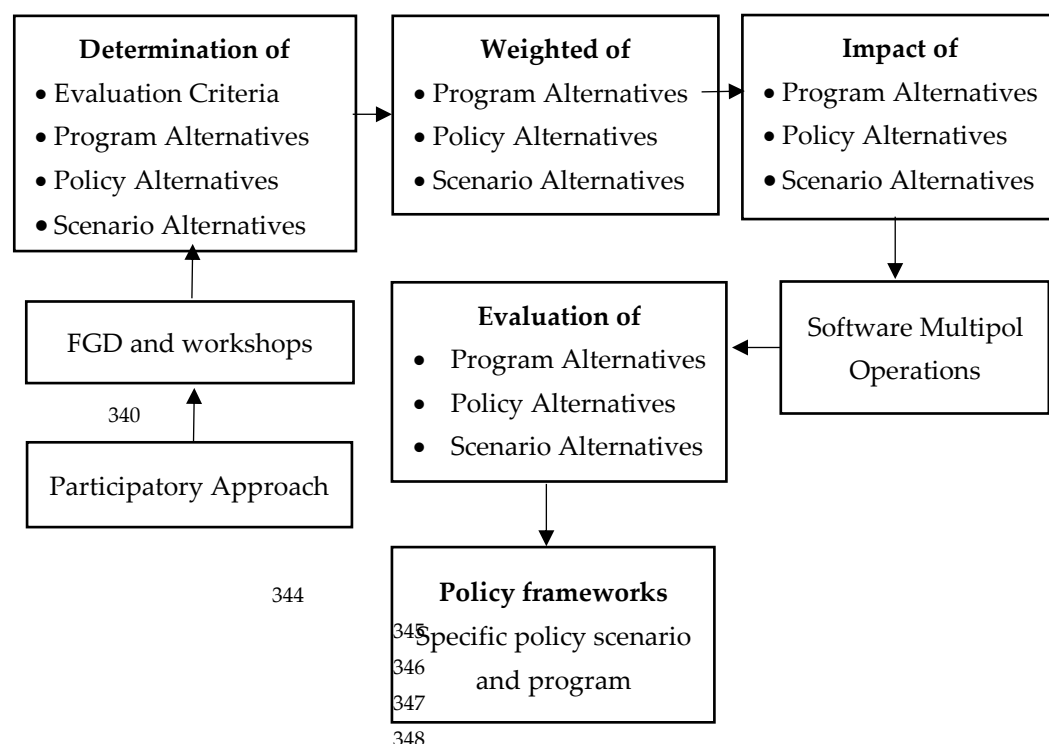 Determination of
• Evaluation Criteria
• Program Alternatives
• Policy Alternatives
• Scenario Alternatives
Weighted of
• Program Alternatives
• Policy Alternatives
• Scenario Alternatives
Impact of
• Program Alternatives
• Policy Alternatives
• Scenario Alternatives
FGD and workshops
340
Participatory Approach
Evaluation of
• Program Alternatives
• Policy Alternatives
• Scenario Alternatives
Software Multipol
Operations
344
Policy frameworks
345
Specific policy scenario
346
and program
347
348